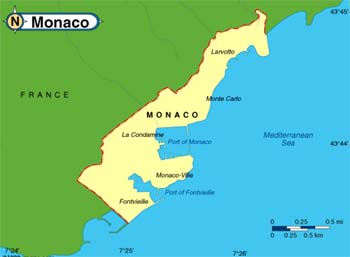 N Monaco
43°45'
Larvotto
FRANCE
Monte Carlo
MONACO
La Condamine
Port of Monaco
Mediterranean
Sea
43°44'
Monaco-Ville
Port of Fontvieille
Fontvieille
0 0.25 0.5 mi
0 0.25 0.5 km
7°24'
7°25'
7°26'